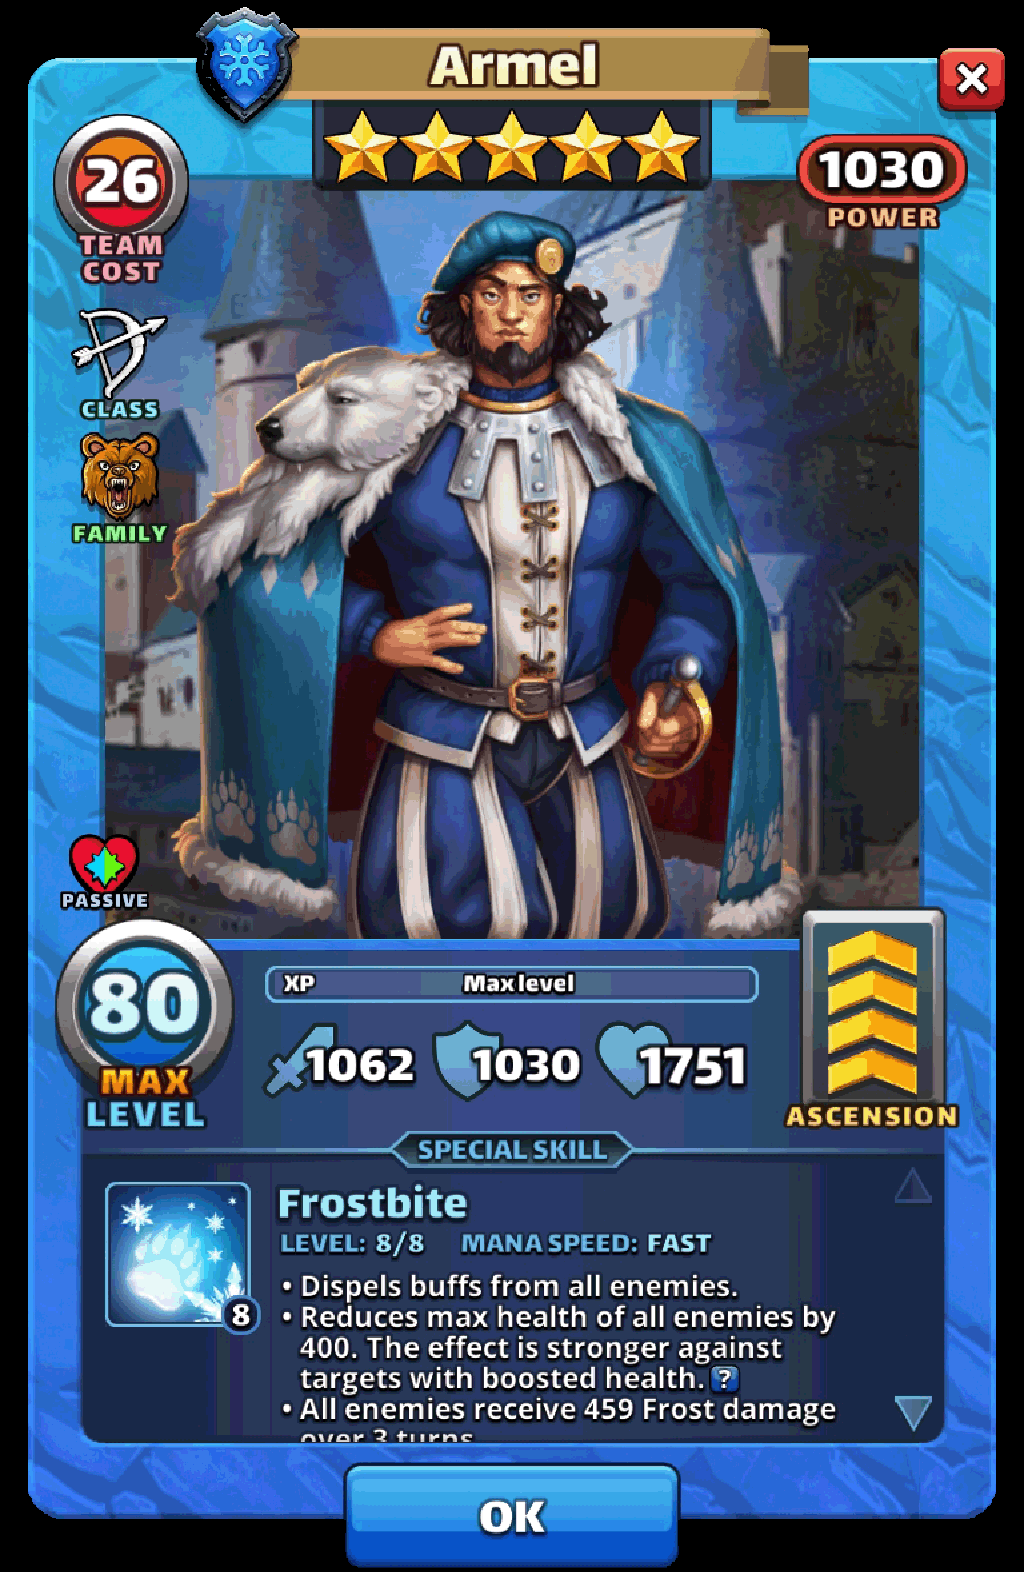 Armel
26
TEAM
COST
1030
POWER
CLASS
FAMILY
PASSIVE
80
MAX
LEVEL
XP Max level
1062 1030 1751
ASCENSION
SPECIAL SKILL
Frostbite
LEVEL: 8/8 MANA SPEED: FAST
8
• Dispels buffs from all enemies.
• Reduces max health of all enemies by
400. The effect is stronger against
targets with boosted health. ?
• All enemies receive 459 Frost damage
over 3 turns
OK